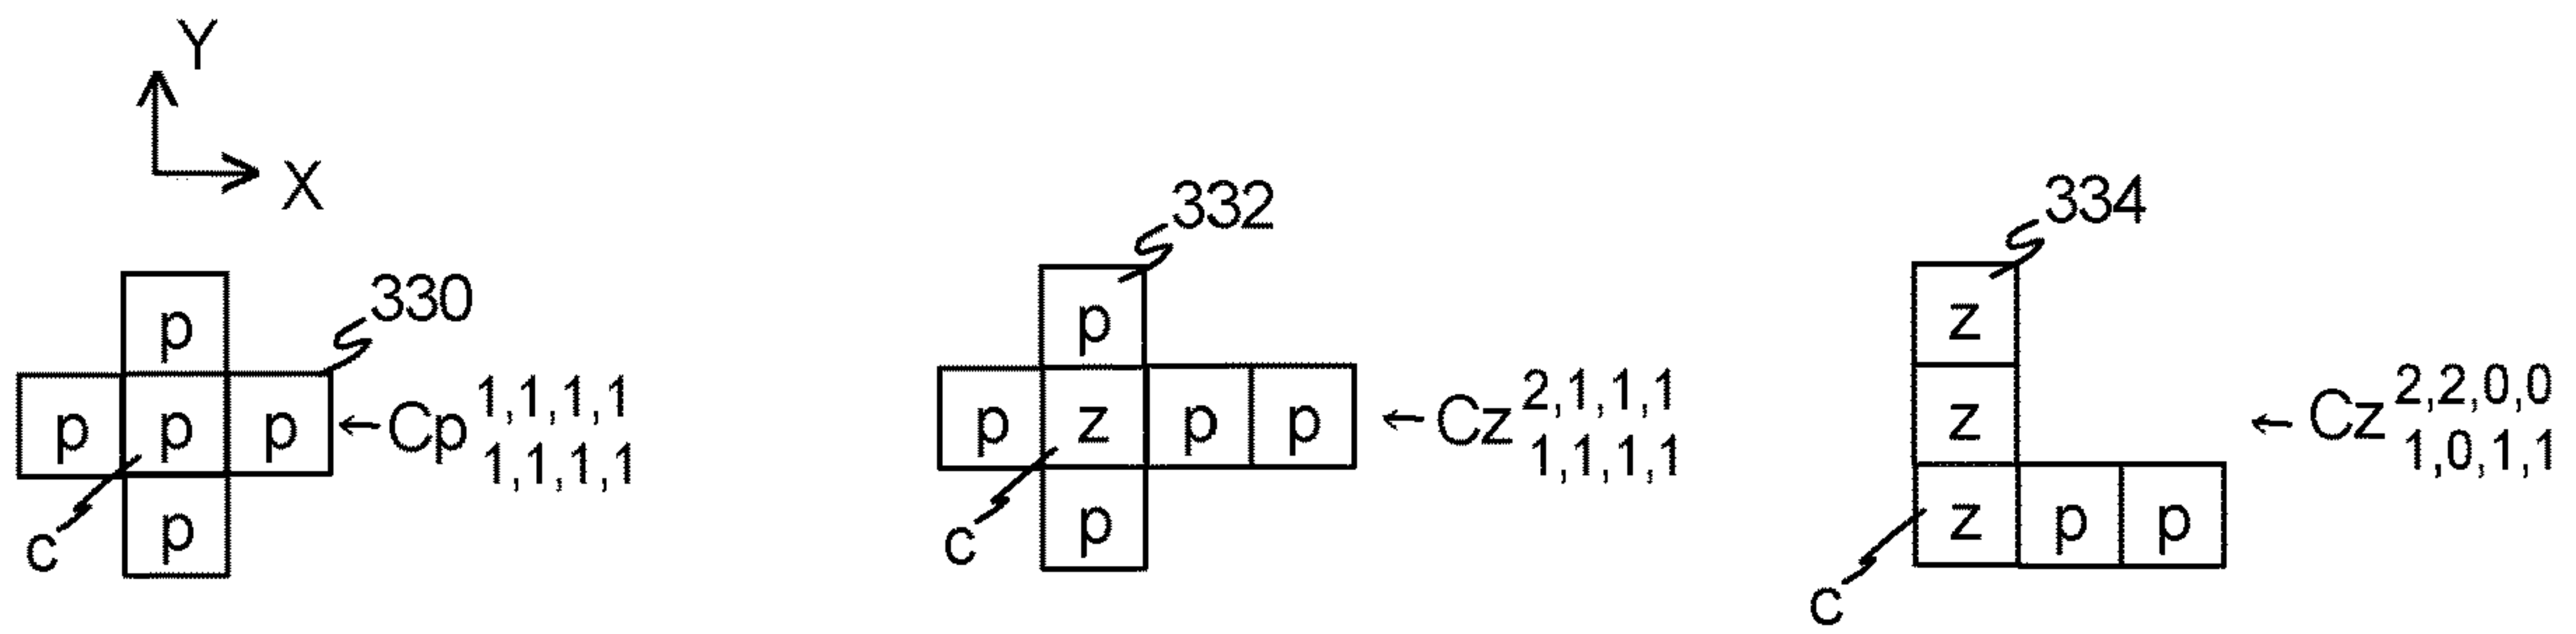 Y
X
330
p
p p p
p
c
←Cp 1,1,1,1
1,1,1,1
332
p
p z p p
p
c
←Cz 2,1,1,1
1,1,1,1
334
z
z
z p p
c
←Cz 2,2,0,0
1,0,1,1